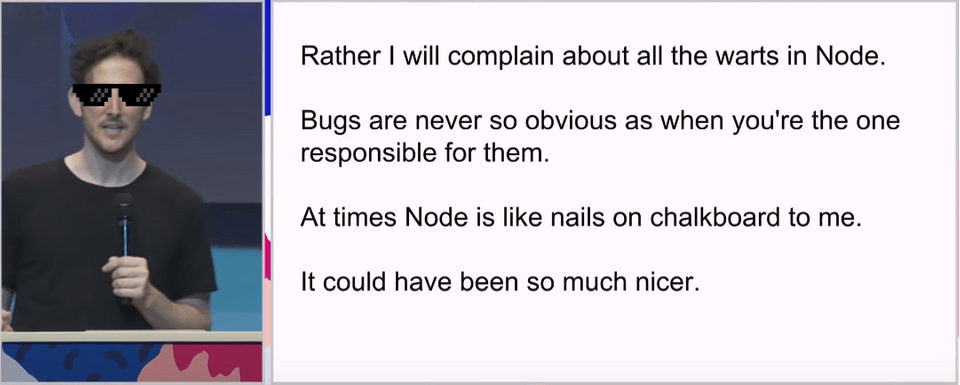 Rather I will complain about all the warts in Node.
Bugs are never so obvious as when you're the one
responsible for them.
At times Node is like nails on chalkboard to me.
It could have been so much nicer.